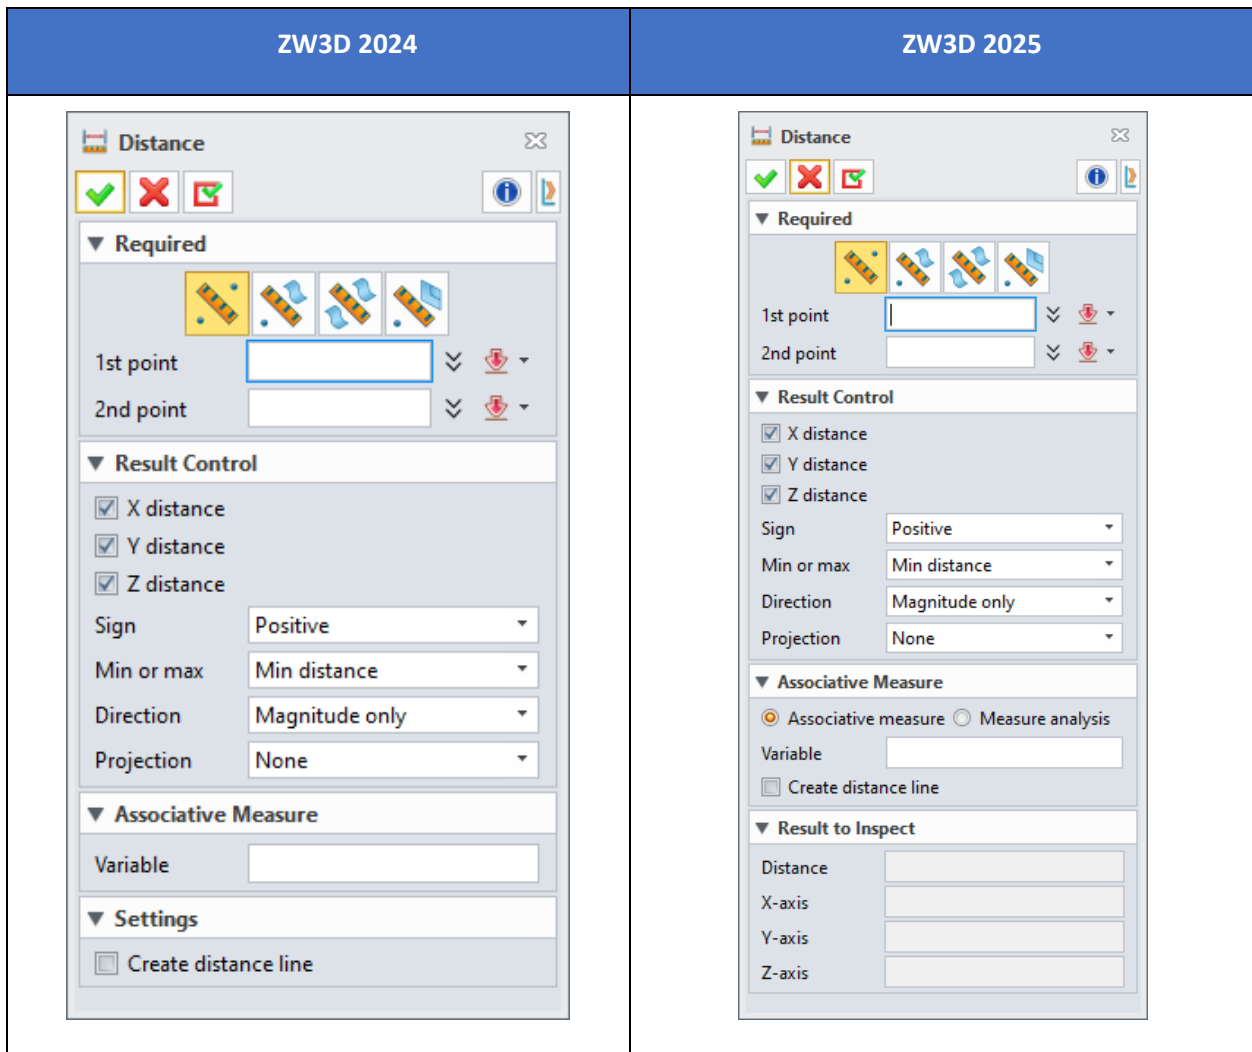 ZW3D 2024
Distance
Required
1st point
2nd point
Result Control
X distance
Y distance
Z distance
Sign Positive
Min or max Min distance
Direction Magnitude only
Projection None
Associative Measure
Variable
Settings
Create distance line
ZW3D 2025
Distance
Required
1st point
2nd point
Result Control
X distance
Y distance
Z distance
Sign Positive
Min or max Min distance
Direction Magnitude only
Projection None
Associative Measure
Associative measure Measure analysis
Variable
Create distance line
Result to Inspect
Distance
X-axis
Y-axis
Z-axis